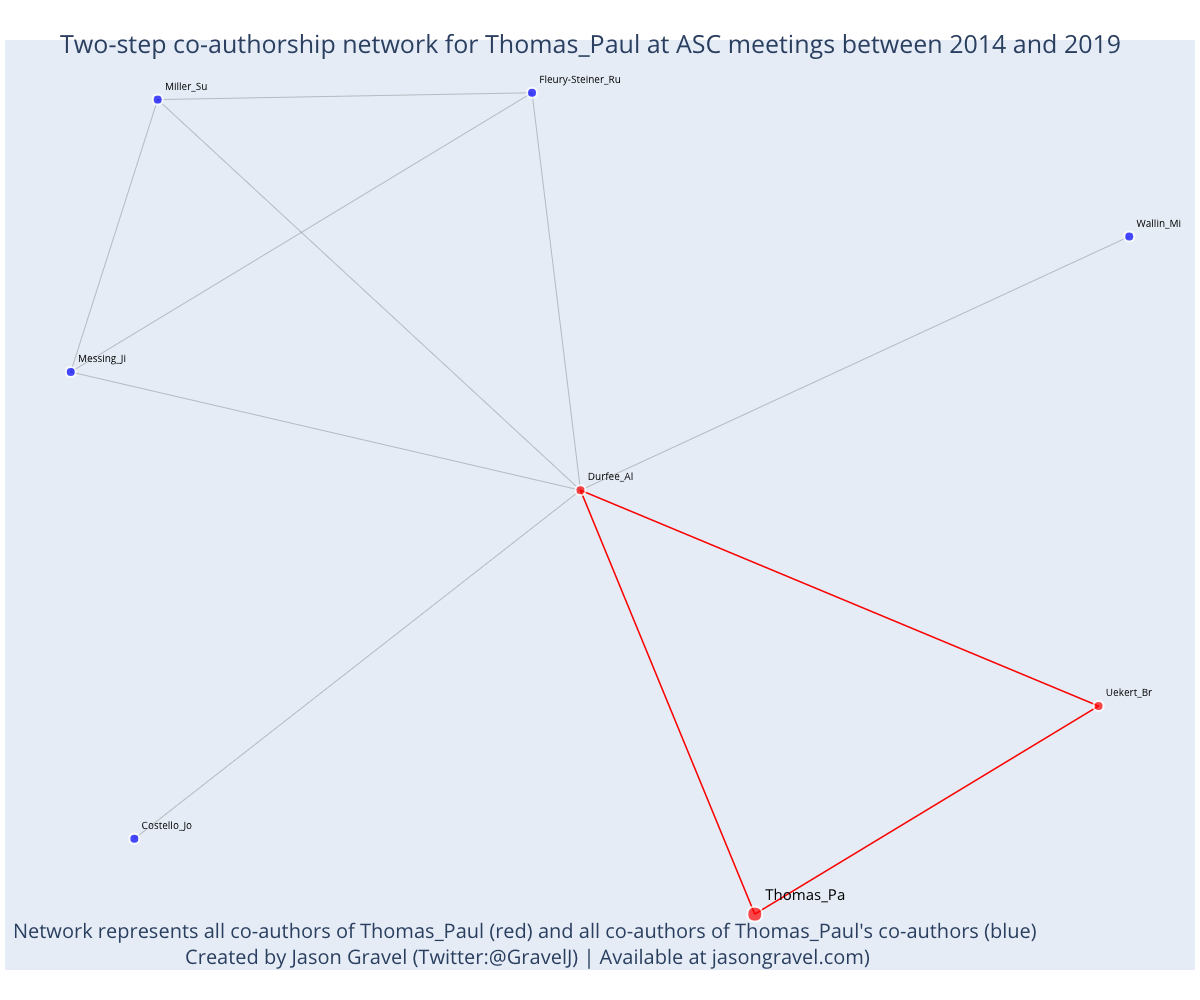 Two-step co-authorship network for Thomas_Paul at ASC meetings between 2014 and 2019
Fleury-Steiner_Ru
Miller_Su
Wallin_Mi
Messing_Ji
Durfee_Al
Uekert_Br
Costello_Jo
Thomas_Pa
Network represents all co-authors of Thomas_Paul (red) and all co-authors of Thomas_Paul's co-authors (blue)
Created by Jason Gravel (Twitter:@GravelJ) | Available at jasongravel.com)